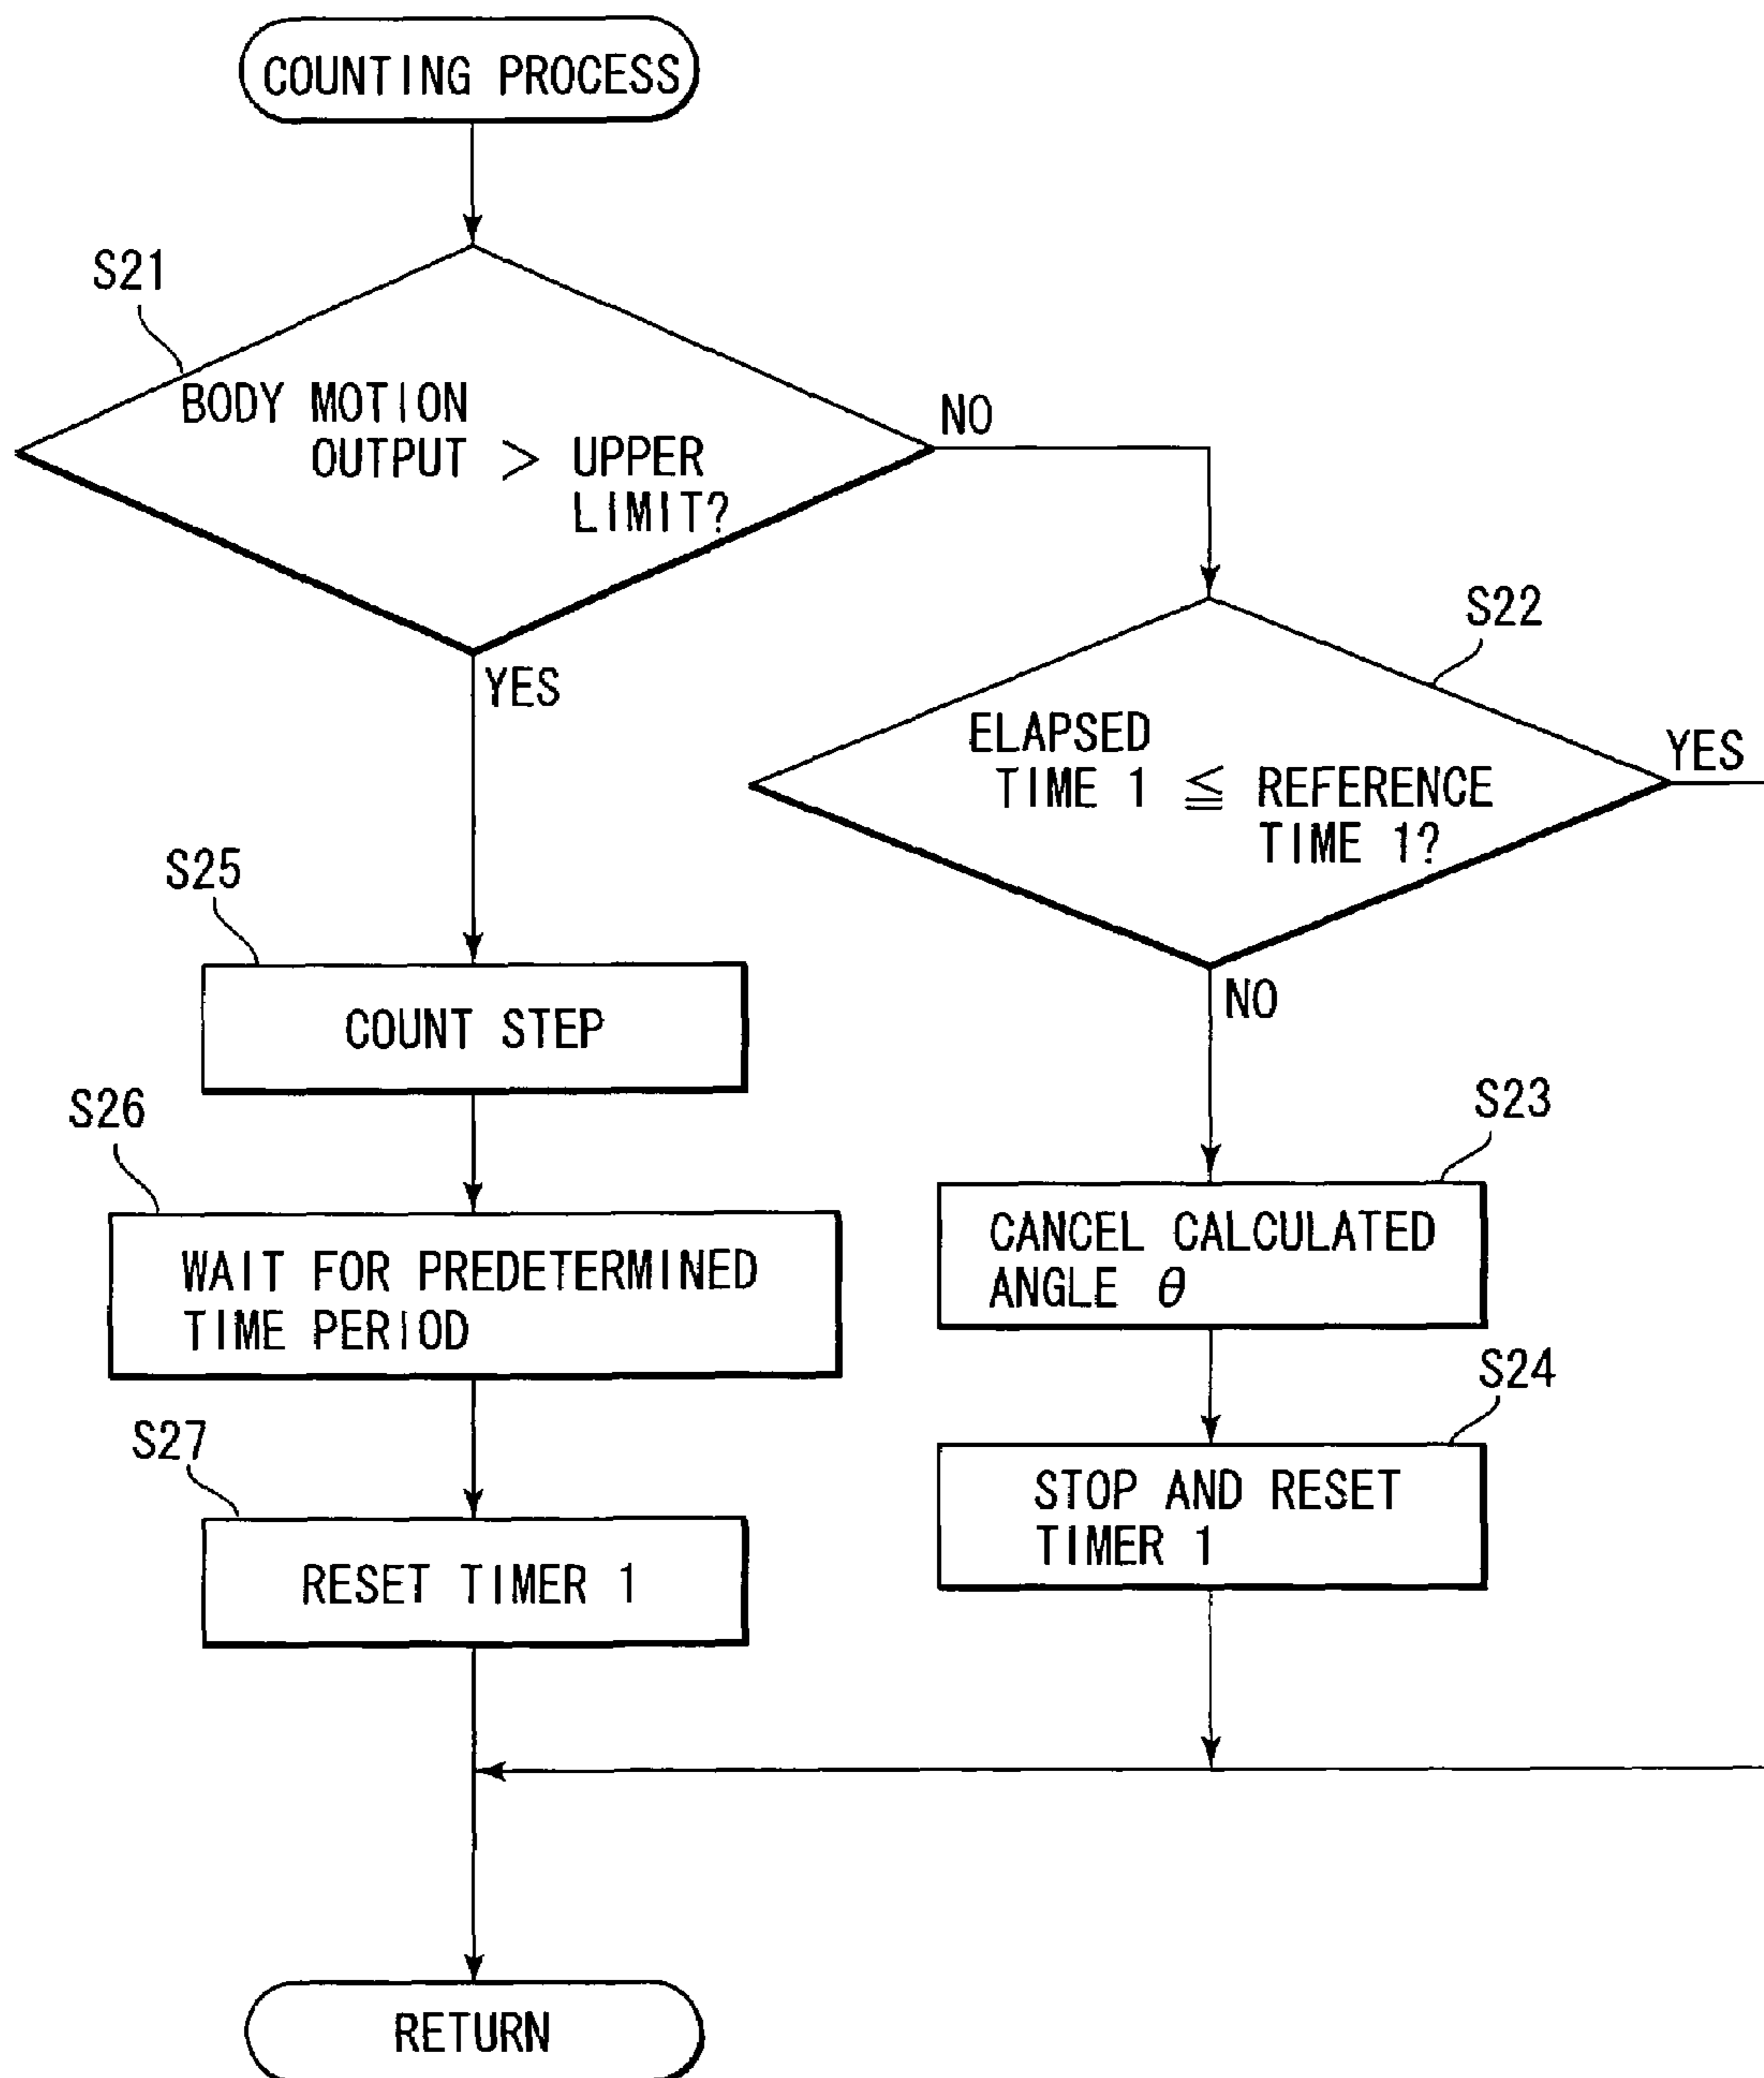 COUNTING PROCESS
S21
BODY MOTION
OUTPUT > UPPER
LIMIT?
NO
YES
S22
ELAPSED
TIME 1 ≦ REFERENCE
TIME 1?
YES
NO
S25
COUNT STEP
S26
WAIT FOR PREDETERMINED
TIME PERIOD
S27
RESET TIMER 1
S23
CANCEL CALCULATED
ANGLE θ
S24
STOP AND RESET
TIMER 1
RETURN